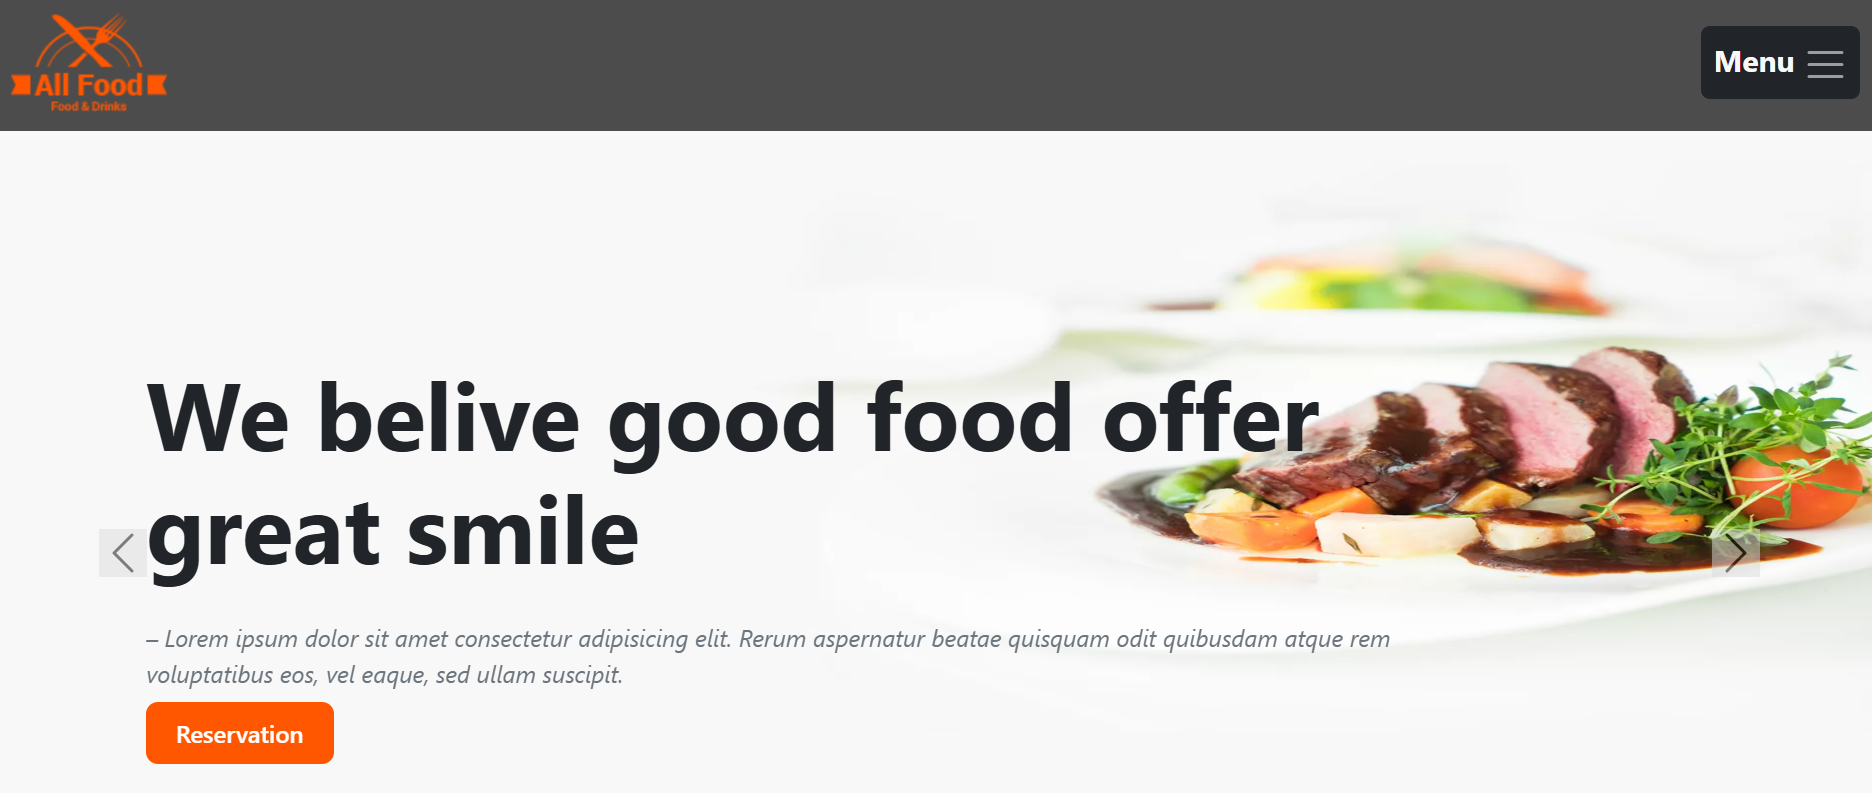 All Food
Food & Drinks
Menu
We belive good food offer
great smile
– Lorem ipsum dolor sit amet consectetur adipisicing elit. Rerum aspernatur beatae quisquam odit quibusdam atque rem
voluptatibus eos, vel eaque, sed ullam suscipit.
Reservation